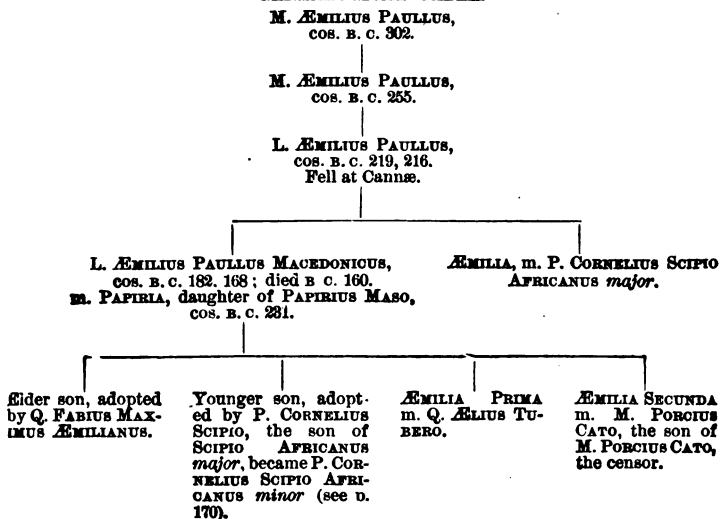 M. ÆMILIUS PAULLUS,
cos. B. C. 302.
M. ÆMILIUS PAULLUS,
cos. B. C. 255.
L. ÆMILIUS PAULLUS,
cos. B. C. 219, 216.
Fell at Cannæ.
L. ÆMILIUS PAULLUS MACEDONICUS,
cos. B. C. 182. 168 ; died B C. 160.
m. PAPIRIA, daughter of PAPIRIUS MASO,
cos. B. C. 231.
ÆMILIA, m. P. CORNELIUS SCIPIO
AFRICANUS major.
Elder son, adopted
by Q. FABIUS MAX-
IMUS ÆMILIANUS.
Younger son, adopt-
ed by P. CORNELIUS
SCIPIO, the son of
SCIPIO AFRICANUS
major, became P. COR-
NELIUS SCIPIO AFRI-
CANUS minor (see p.
170).
ÆMILIA PRIMA
m. Q. ÆLIUS TU-
BERO.
ÆMILIA SECUNDA
m. M. PORCIUS
CATO, the son of
M. PORCIUS CATO,
the censor.